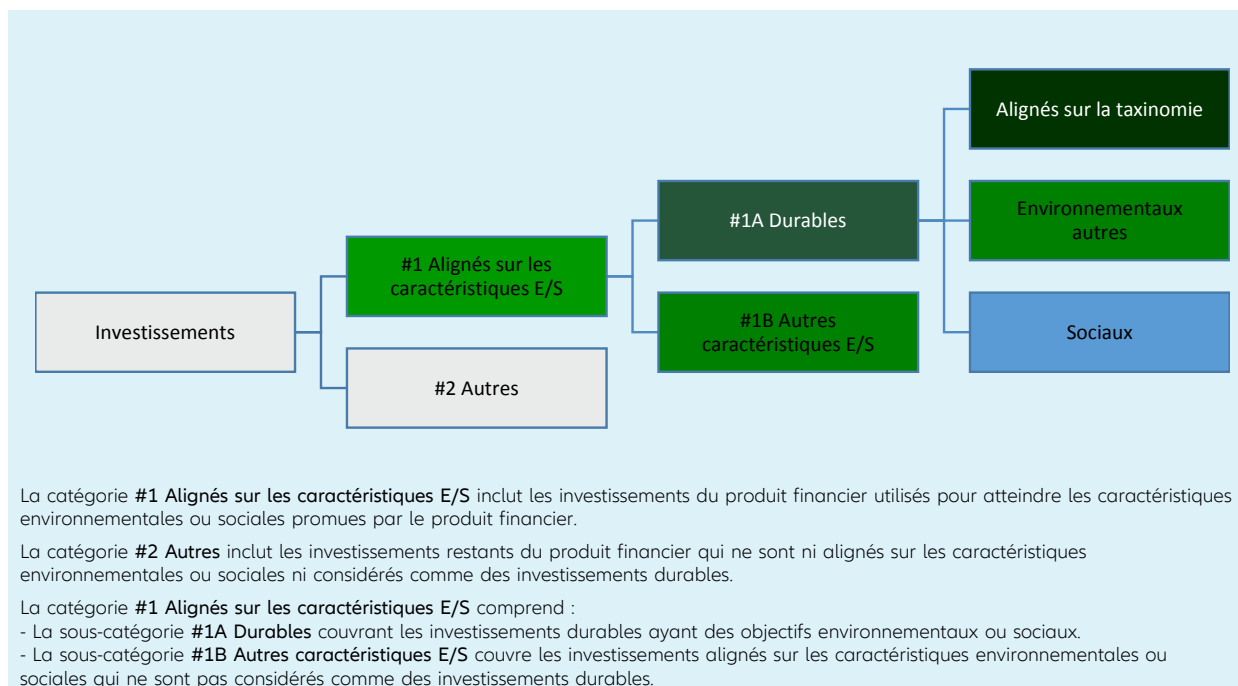 Alignés sur la taxinomie
#1A Durables
Environnementaux
autres
#1 Alignés sur les
caractéristiques E/S
Investissements
#1B Autres
caractéristiques E/S
Sociaux
#2 Autres
La catégorie #1 Alignés sur les caractéristiques E/S inclut les investissements du produit financier utilisés pour atteindre les caractéristiques
environnementales ou sociales promues par le produit financier.
La catégorie #2 Autres inclut les investissements restants du produit financier qui ne sont ni alignés sur les caractéristiques
environnementales ou sociales ni considérés comme des investissements durables.
La catégorie #1 Alignés sur les caractéristiques E/S comprend :
- La sous-catégorie #1A Durables couvrant les investissements durables ayant des objectifs environnementaux ou sociaux.
- La sous-catégorie #1B Autres caractéristiques E/S couvre les investissements alignés sur les caractéristiques environnementales ou
sociales qui ne sont pas considérés comme des investissements durables.